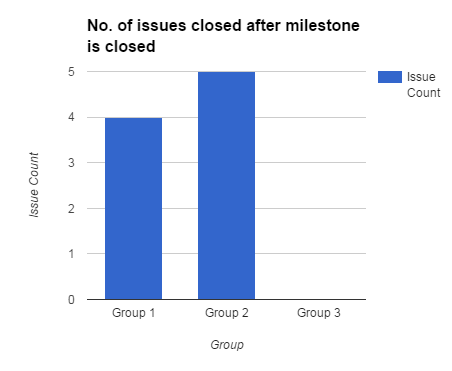 No. of issues closed after milestone
is closed
5
4
3
2
1
0
Issue Count
Group 1
Group 2
Group 3
Group
Issue
Count